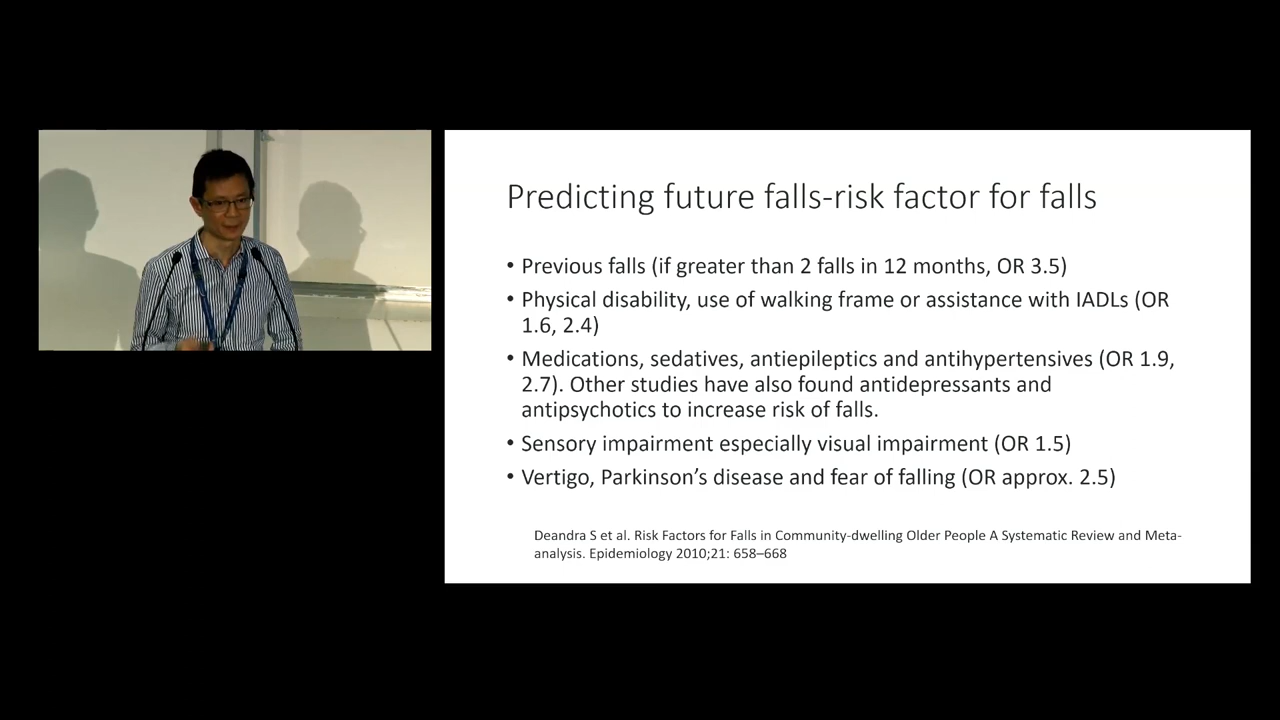 Predicting future falls-risk factor for falls
• Previous falls (if greater than 2 falls in 12 months, OR 3.5)
• Physical disability, use of walking frame or assistance with IADLs (OR
1.6, 2.4)
• Medications, sedatives, antiepileptics and antihypertensives (OR 1.9,
2.7). Other studies have also found antidepressants and
antipsychotics to increase risk of falls.
• Sensory impairment especially visual impairment (OR 1.5)
• Vertigo, Parkinson’s disease and fear of falling (OR approx. 2.5)
Deandra S et al. Risk Factors for Falls in Community-dwelling Older People A Systematic Review and Meta-
analysis. Epidemiology 2010;21: 658–668